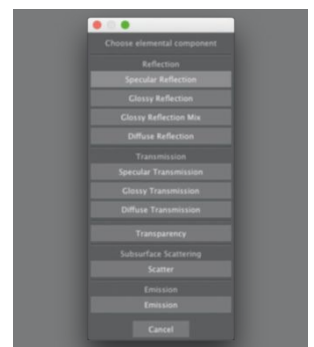 Choose elemental component
Reflection
Specular Reflection
Glossy Reflection
Glossy Reflection Mix
Diffuse Reflection
Transmission
Specular Transmission
Glossy Transmission
Diffuse Transmission
Transparency
Subsurface Scattering
Scatter
Emission
Emission
Cancel